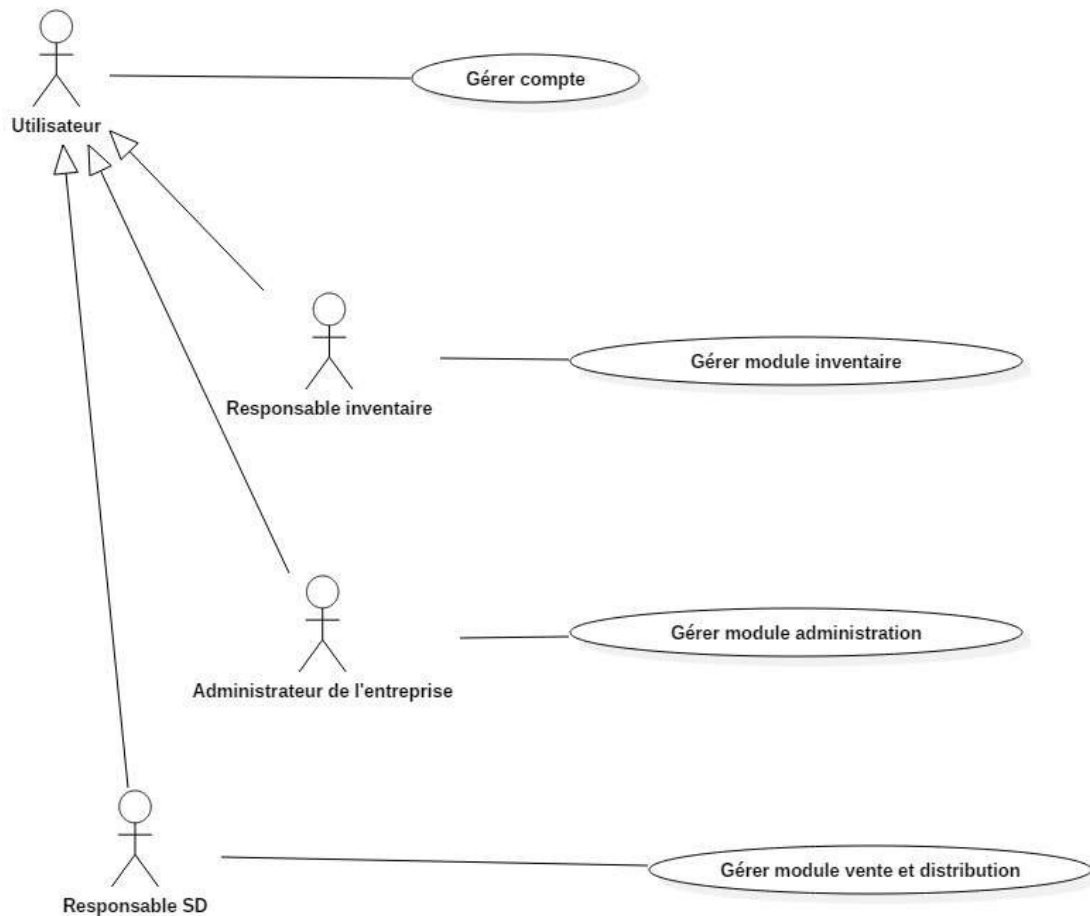 Gérer compte
Utilisateur
Gérer module inventaire
Responsable inventaire
Gérer module administration
Administrateur de l'entreprise
Gérer module vente et distribution
Responsable SD